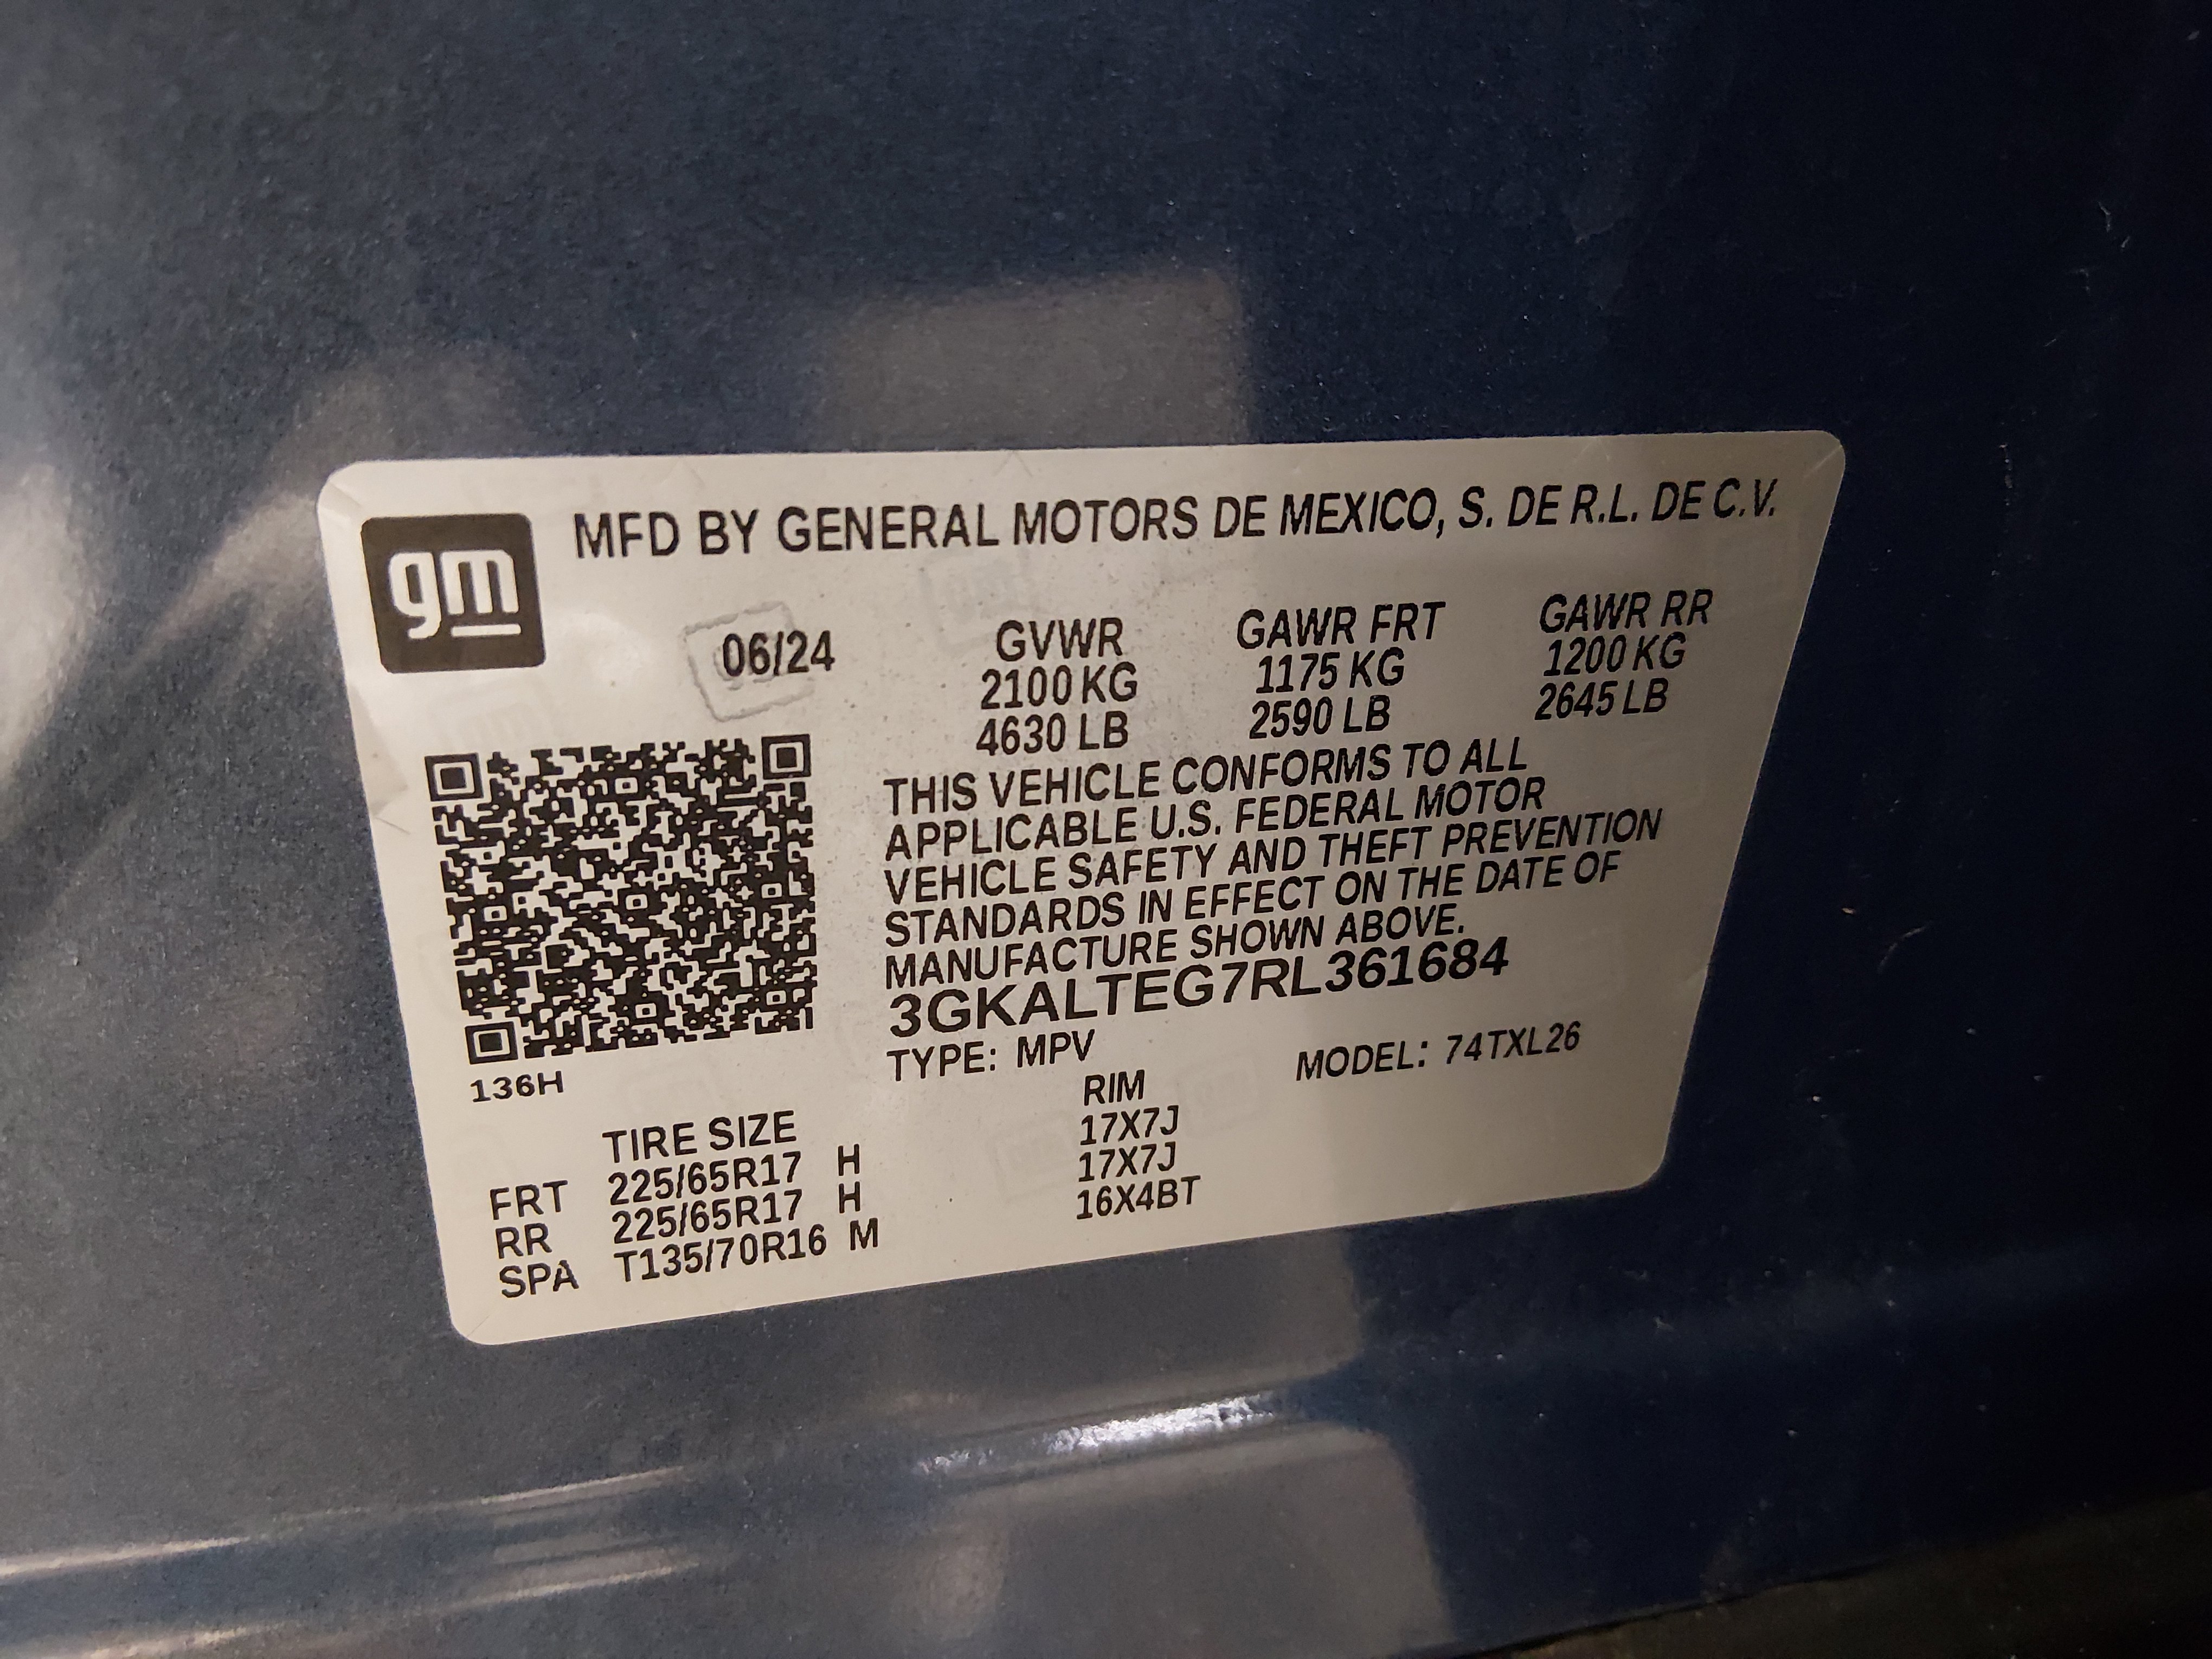 gm
MFD BY GENERAL MOTORS DE MEXICO, S. DE R.L. DE C.V.
06/24 GVWR GAWR FRT GAWR RR
2100 KG 1175 KG 1200 KG
4630 LB 2590 LB 2645 LB
THIS VEHICLE CONFORMS TO ALL
APPLICABLE U.S. FEDERAL MOTOR
VEHICLE SAFETY AND THEFT PREVENTION
STANDARDS IN EFFECT ON THE DATE OF
MANUFACTURE SHOWN ABOVE.
3GKALTEG7RL361684
TYPE: MPV MODEL: 74TXL26
136H
TIRE SIZE RIM
FRT 225/65R17 H 17X7J
RR 225/65R17 H 17X7J
SPA T135/70R16 M 16X4BT